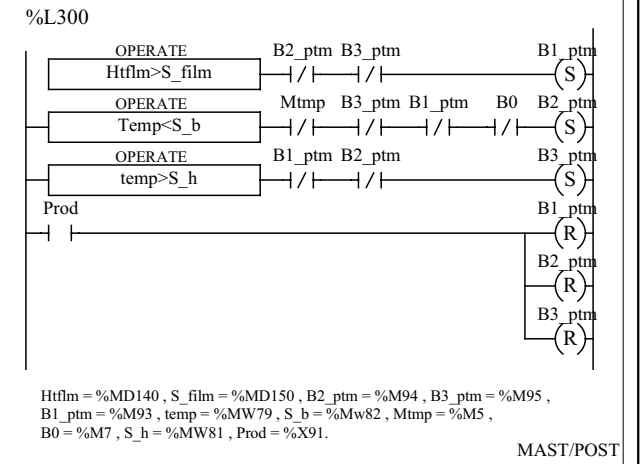 %L300
OPERATE B2_ptm B3_ptm B1_ptm
Htflm>S_film S
OPERATE Mtmp B3_ptm B1_ptm B0 B2_ptm
Temp<S_b S
OPERATE B1_ptm B2_ptm B3_ptm
temp>S_h S
Prod B1_ptm
R
B2_ptm
R
B3_ptm
R
Htflm = %MD140 , S_film = %MD150 , B2_ptm = %M94 , B3_ptm = %M95 ,
B1_ptm = %M93 , temp = %MW79 , S_b = %Mw82 , Mtmp = %M5 ,
B0 = %M7 , S_h = %MW81 , Prod = %X91.
MAST/POST